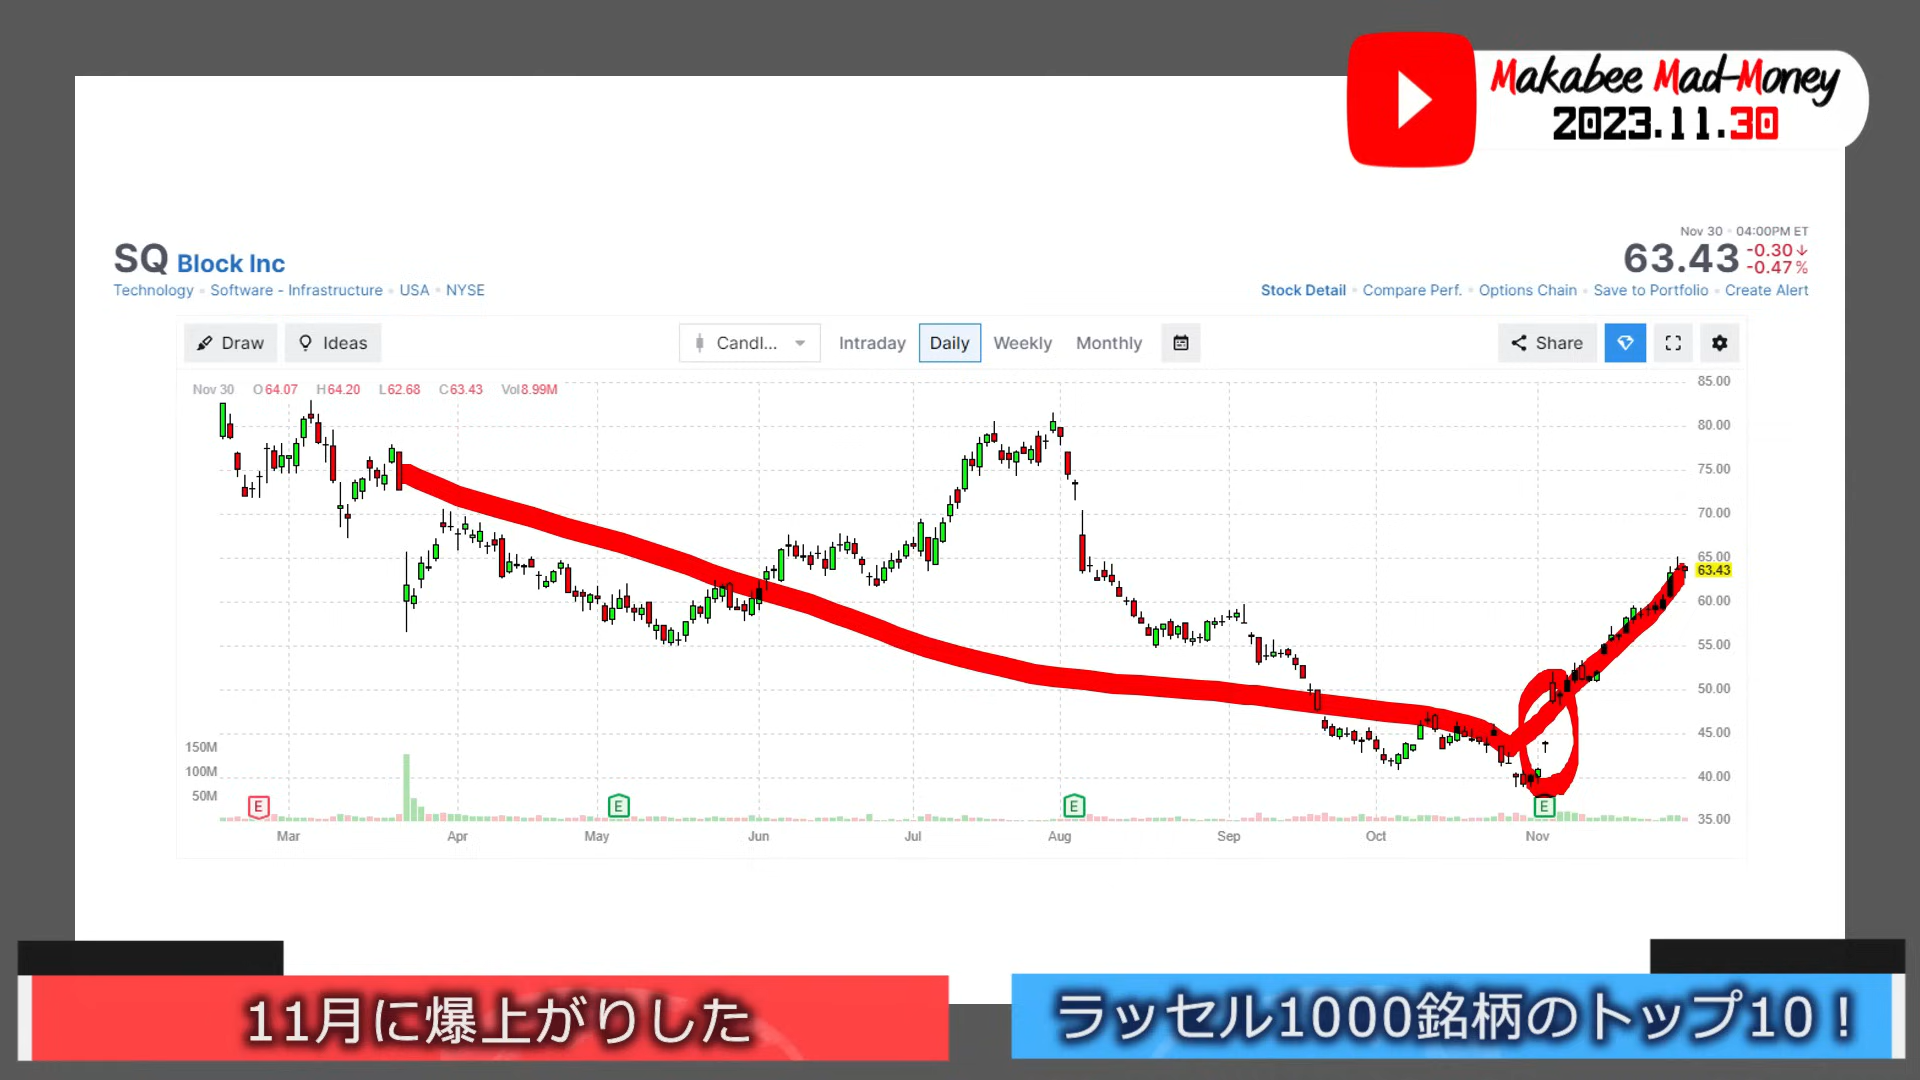 Makabee Mad-Money
2023.11.30
Nov 30 • 04:00PM ET
SQ Block Inc
63.43 -0.30↓
-0.47%
Technology • Software - Infrastructure • USA • NYSE
Stock Detail • Compare Perf. • Options Chain • Save to Portfolio • Create Alert
Draw Ideas Candl... Intraday Daily Weekly Monthly Share
Nov 30 O64.07 H64.20 L62.68 C63.43 Vol8.99M
85.00
80.00
75.00
70.00
65.00
63.43
60.00
55.00
50.00
45.00
40.00
35.00
150M
100M
50M
E E E E
Mar Apr May Jun Jul Aug Sep Oct Nov
11月に爆上がりした
ラッセル1000銘柄のトップ10！